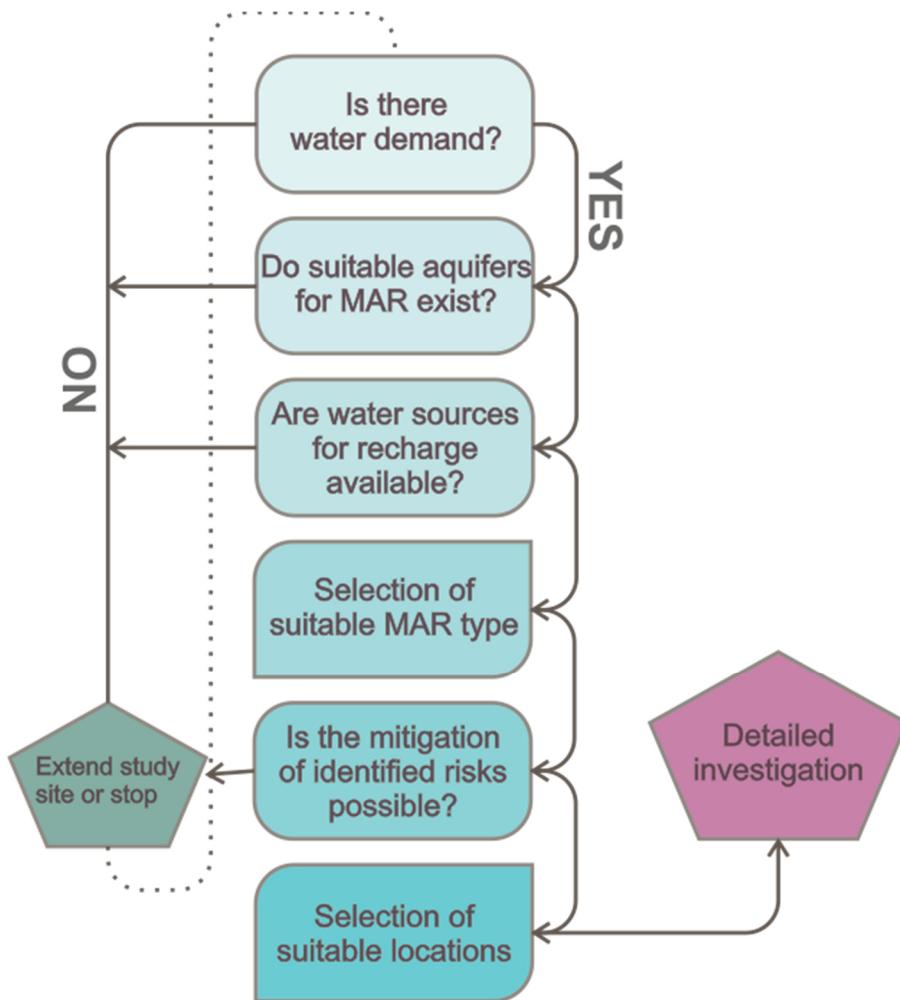 Is there
water demand?
YES
Do suitable aquifers
for MAR exist?
NO
Are water sources
for recharge
available?
Selection of
suitable MAR type
Is the mitigation
of identified risks
possible?
Extend study
site or stop
Detailed
investigation
Selection of
suitable locations